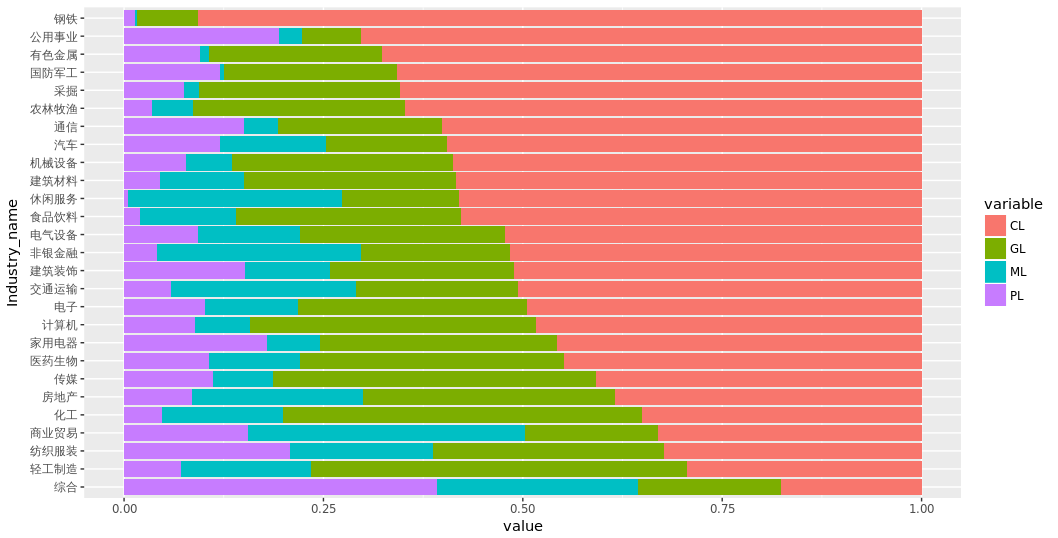 Industry_name
钢铁
公用事业
有色金属
国防军工
采掘
农林牧渔
通信
汽车
机械设备
建筑材料
休闲服务
食品饮料
电气设备
非银金融
建筑装饰
交通运输
电子
计算机
家用电器
医药生物
传媒
房地产
化工
商业贸易
纺织服装
轻工制造
综合
0.00 0.25 0.50 0.75 1.00
value
variable
CL
GL
ML
PL